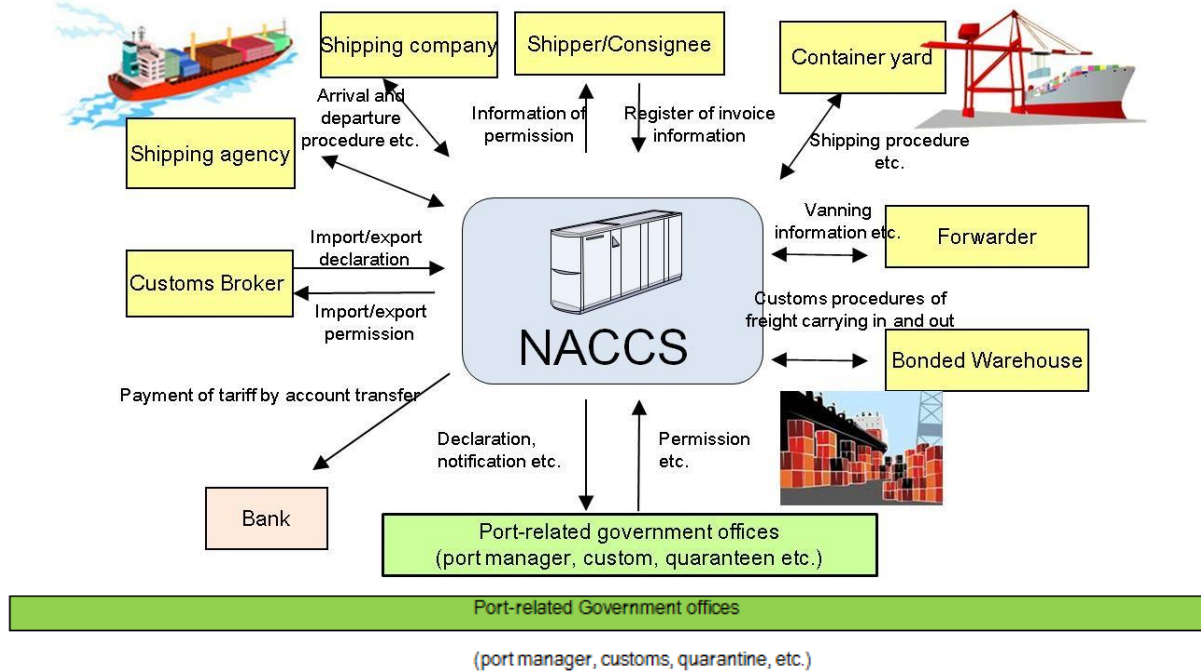 Shipping company
Shipper/Consignee
Container yard
Arrival and
departure
procedure etc.
Information of
permission
Register of invoice
information
Shipping procedure
etc.
Shipping agency
Vanning
information etc.
Forwarder
Import/export
declaration
Customs Broker
Import/export
permission
NACCS
Customs procedures of
freight carrying in and out
Bonded Warehouse
Payment of tariff by account transfer
Declaration,
notification etc.
Permission
etc.
Bank
Port-related government offices
(port manager, custom, quaranteen etc.)
Port-related Government offices
(port manager, customs, quarantine, etc.)